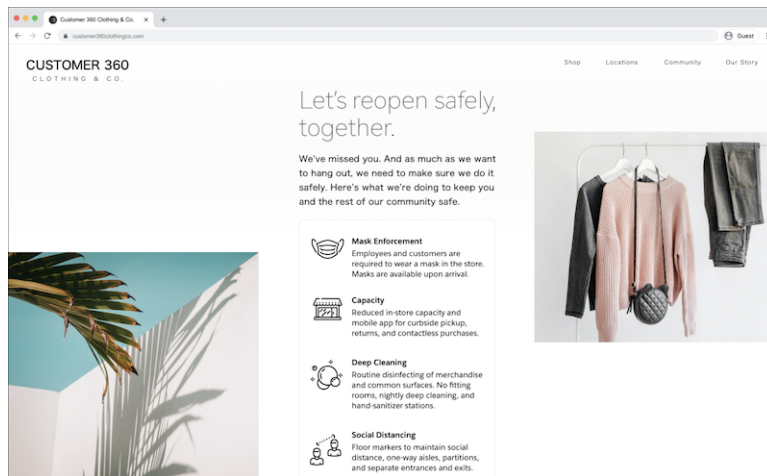 Customer 360 Clothing & Co.
customer360clothingco.com
Guest
CUSTOMER 360
CLOTHING & CO.
Shop
Locations
Community
Our Story
Let's reopen safely,
together.
We've missed you. And as much as we want
to hang out, we need to make sure we do it
safely. Here's what we're doing to keep you
and the rest of our community safe.
Mask Enforcement
Employees and customers are
required to wear a mask in the store.
Masks are available upon arrival.
Capacity
Reduced in-store capacity and
mobile app for curbside pickup,
returns, and contactless purchases.
Deep Cleaning
Routine disinfecting of merchandise
and common surfaces. No fitting
rooms, nightly deep cleaning, and
hand-sanitizer stations.
Social Distancing
Floor markers to maintain social
distance, one-way aisles, partitions,
and separate entrances and exits.